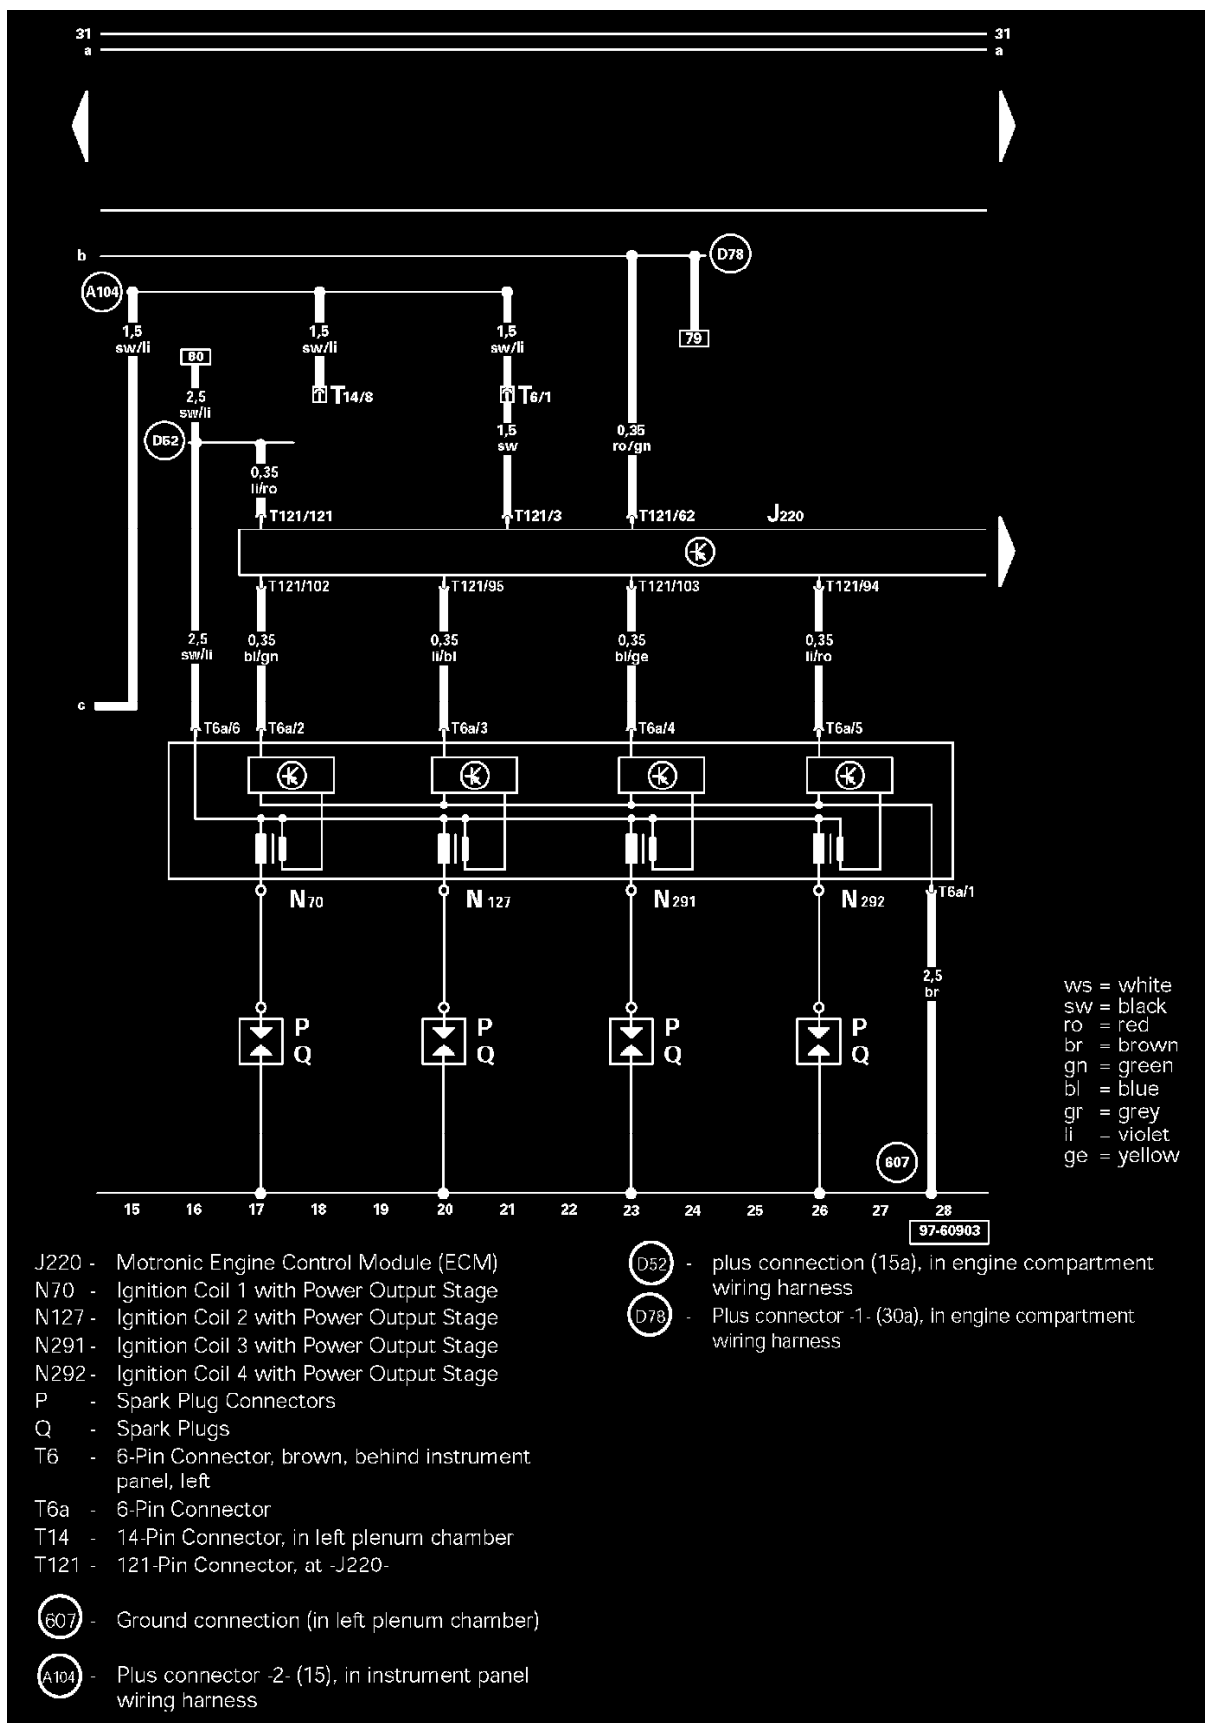 31 31
a a
b D78
A104
1,5 1,5 1,5
sw/li sw/li sw/li
79
80
2,5
sw/li
T14/8 T6/1
D52
1,5 0,35
sw ro/gn
0,35
li/ro
T121/121 T121/3 T121/62 J220
T121/102 T121/95 T121/103 T121/94
2,5 0,35 0,35 0,35 0,35
sw/li bl/gn li/bl bl/ge li/ro
c
T6a/6 T6a/2 T6a/3 T6a/4 T6a/5
N70 N127 N291 N292 T6a/1
2,5
br
P P P P
Q Q Q Q
ws = white
sw = black
ro = red
br = brown
gn = green
bl = blue
gr = grey
li – violet
ge = yellow
607
15 16 17 18 19 20 21 22 23 24 25 26 27 28
97-60903
J220 - Motronic Engine Control Module (ECM)
N70 - Ignition Coil 1 with Power Output Stage
N127 - Ignition Coil 2 with Power Output Stage
N291 - Ignition Coil 3 with Power Output Stage
N292 - Ignition Coil 4 with Power Output Stage
P - Spark Plug Connectors
Q - Spark Plugs
T6 - 6-Pin Connector, brown, behind instrument
panel, left
T6a - 6-Pin Connector
T14 - 14-Pin Connector, in left plenum chamber
T121 - 121-Pin Connector, at -J220-
607 - Ground connection (in left plenum chamber)
A104 - Plus connector -2- (15), in instrument panel
wiring harness
D52 - plus connection (15a), in engine compartment
wiring harness
D78 - Plus connector -1- (30a), in engine compartment
wiring harness